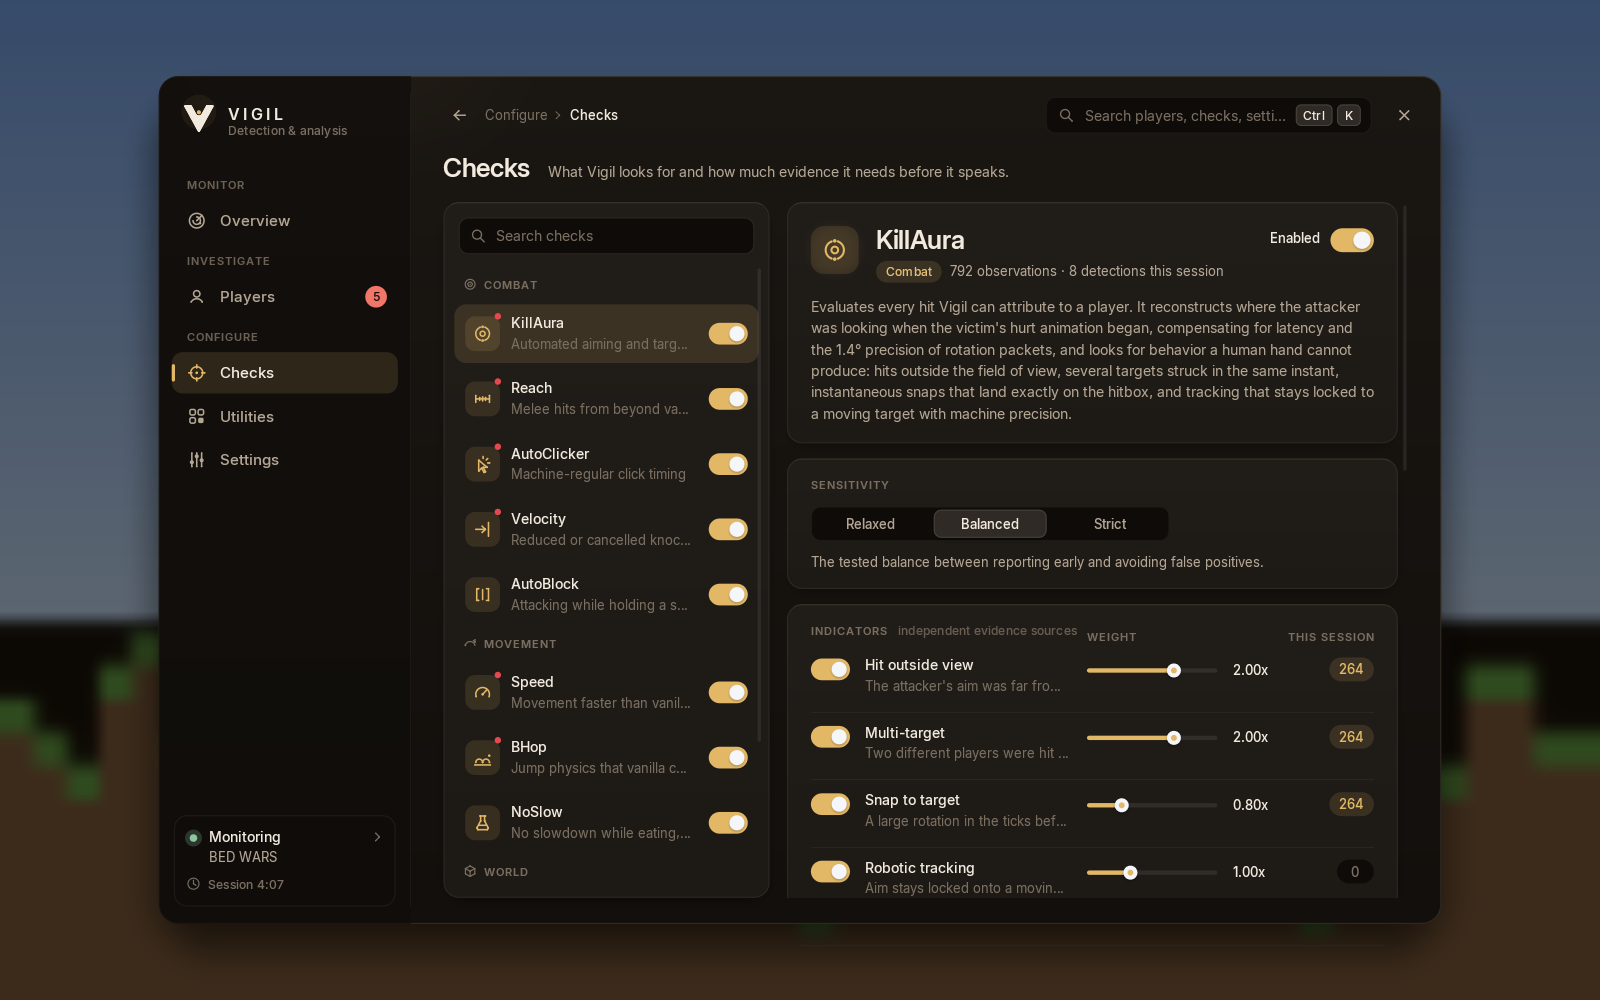 VIGIL
Detection & analysis
MONITOR
Overview
INVESTIGATE
Players 5
CONFIGURE
Checks
Utilities
Settings
Monitoring
BED WARS
Session 4:07
Configure > Checks
Search players, checks, setti... Ctrl K
Checks What Vigil looks for and how much evidence it needs before it speaks.
Search checks
COMBAT
KillAura
Automated aiming and targ...
Reach
Melee hits from beyond va...
AutoClicker
Machine-regular click timing
Velocity
Reduced or cancelled knoc...
AutoBlock
Attacking while holding a s...
MOVEMENT
Speed
Movement faster than vanil...
BHop
Jump physics that vanilla c...
NoSlow
No slowdown while eating,...
WORLD
KillAura
Enabled
Combat 792 observations · 8 detections this session
Evaluates every hit Vigil can attribute to a player. It reconstructs where the attacker
was looking when the victim's hurt animation began, compensating for latency and
the 1.4° precision of rotation packets, and looks for behavior a human hand cannot
produce: hits outside the field of view, several targets struck in the same instant,
instantaneous snaps that land exactly on the hitbox, and tracking that stays locked to
a moving target with machine precision.
SENSITIVITY
Relaxed Balanced Strict
The tested balance between reporting early and avoiding false positives.
INDICATORS independent evidence sources WEIGHT THIS SESSION
Hit outside view 2.00x 264
The attacker's aim was far fro...
Multi-target 2.00x 264
Two different players were hit ...
Snap to target 0.80x 264
A large rotation in the ticks bef...
Robotic tracking 1.00x 0
Aim stays locked onto a movin...